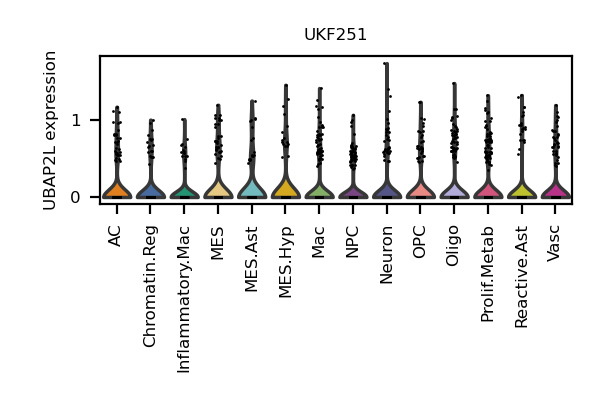 UKF251
UBAP2L expression
1
0
AC
Chromatin.Reg
Inflammatory.Mac
MES
MES.Ast
MES.Hyp
Mac
NPC
Neuron
OPC
Oligo
Prolif.Metab
Reactive.Ast
Vasc